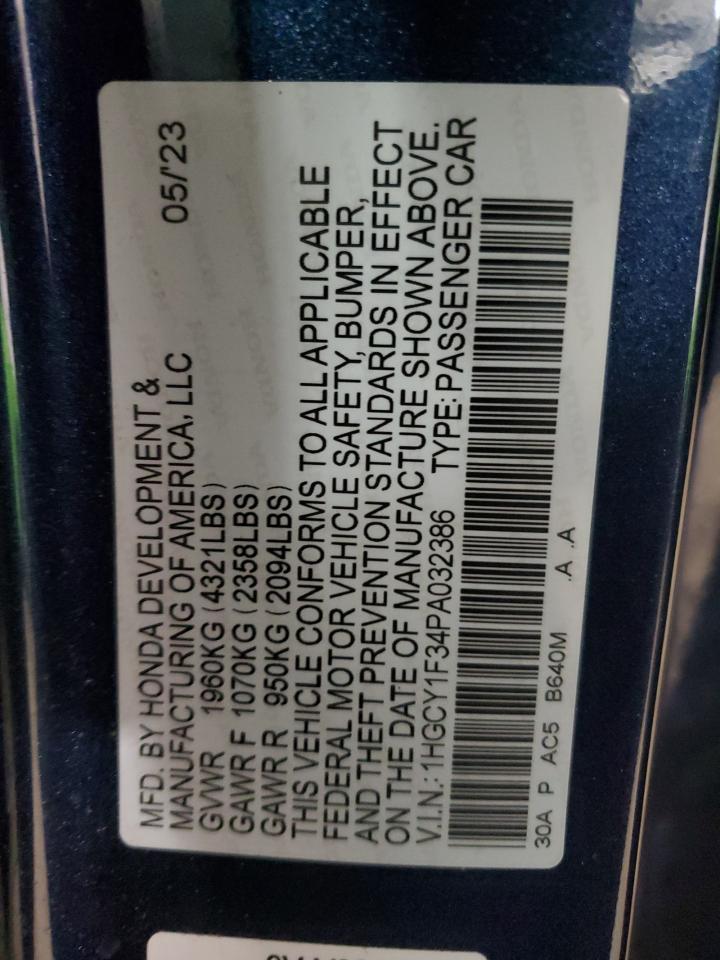 MFD. BY HONDA DEVELOPMENT & 05/'23
MANUFACTURING OF AMERICA, LLC
GVWR 1960KG (4321LBS)
GAWR F 1070KG (2358LBS)
GAWR R 950KG (2094LBS)
THIS VEHICLE CONFORMS TO ALL APPLICABLE
FEDERAL MOTOR VEHICLE SAFETY, BUMPER,
AND THEFT PREVENTION STANDARDS IN EFFECT
ON THE DATE OF MANUFACTURE SHOWN ABOVE.
V.I.N.: 1HGCY1F34PA032386 TYPE: PASSENGER CAR
30A P AC5 B640M .A .A